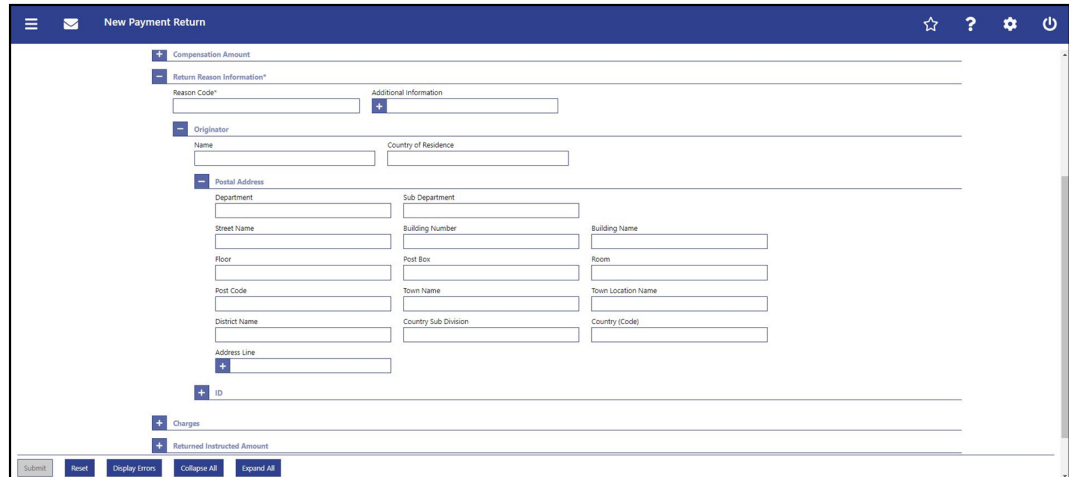 New Payment Return
Compensation Amount
Return Reason Information*
Reason Code* Additional Information
Originator
Name Country of Residence
Postal Address
Department Sub Department
Street Name Building Number Building Name
Floor Post Box Room
Post Code Town Name Town Location Name
District Name Country Sub Division Country (Code)
Address Line
ID
Charges
Returned Instructed Amount
Submit Reset Display Errors Collapse All Expand All